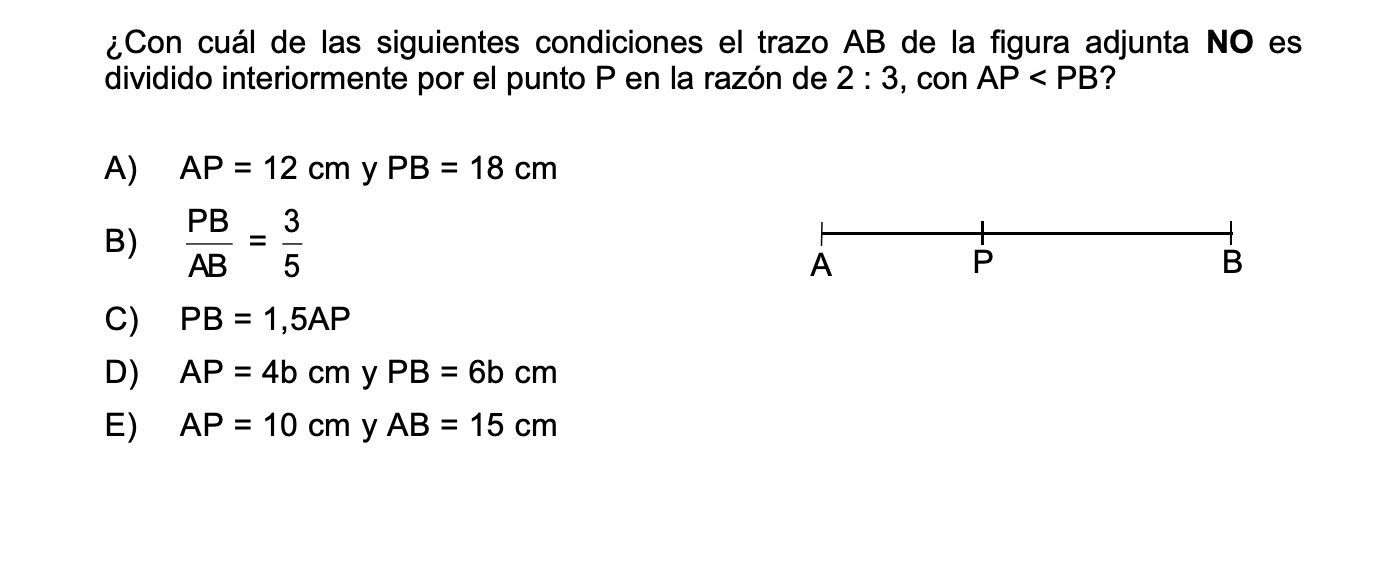 ¿Con cuál de las siguientes condiciones el trazo AB de la figura adjunta NO es
dividido interiormente por el punto P en la razón de 2 : 3, con AP < PB?
A) AP = 12 cm y PB = 18 cm
B) PB/AB = 3/5
C) PB = 1,5AP
D) AP = 4b cm y PB = 6b cm
E) AP = 10 cm y AB = 15 cm
A P B